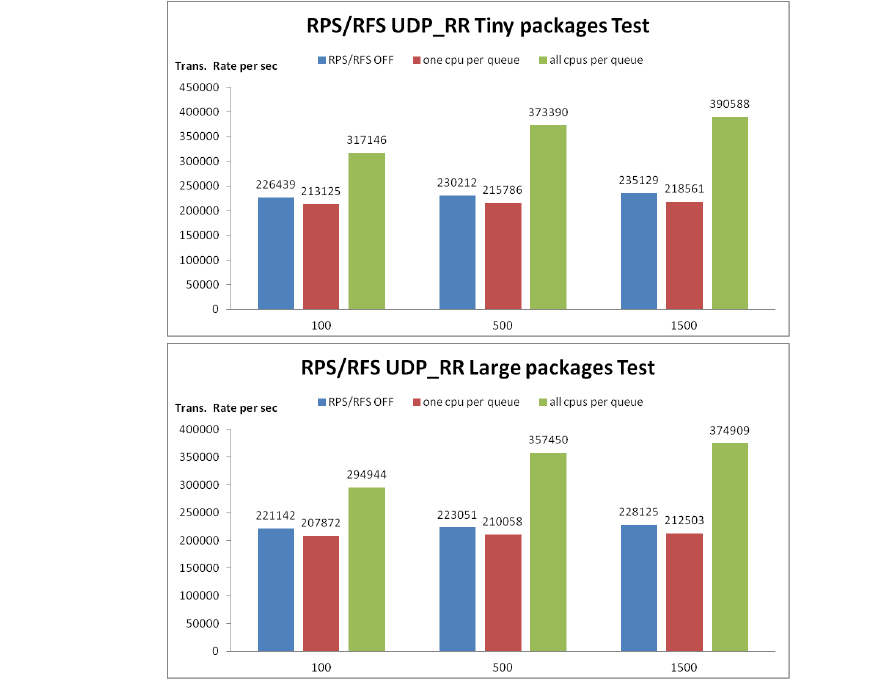 RPS/RFS UDP_RR Tiny packages Test
Trans. Rate per sec
RPS/RFS OFF one cpu per queue all cpus per queue
450000
400000
350000
300000
250000
200000
150000
100000
50000
0
226439 213125 317146
230212 215786 373390
235129 218561 390588
100 500 1500
RPS/RFS UDP_RR Large packages Test
Trans. Rate per sec
RPS/RFS OFF one cpu per queue all cpus per queue
400000
350000
300000
250000
200000
150000
100000
50000
0
221142 207872 294944
223051 210058 357450
228125 212503 374909
100 500 1500